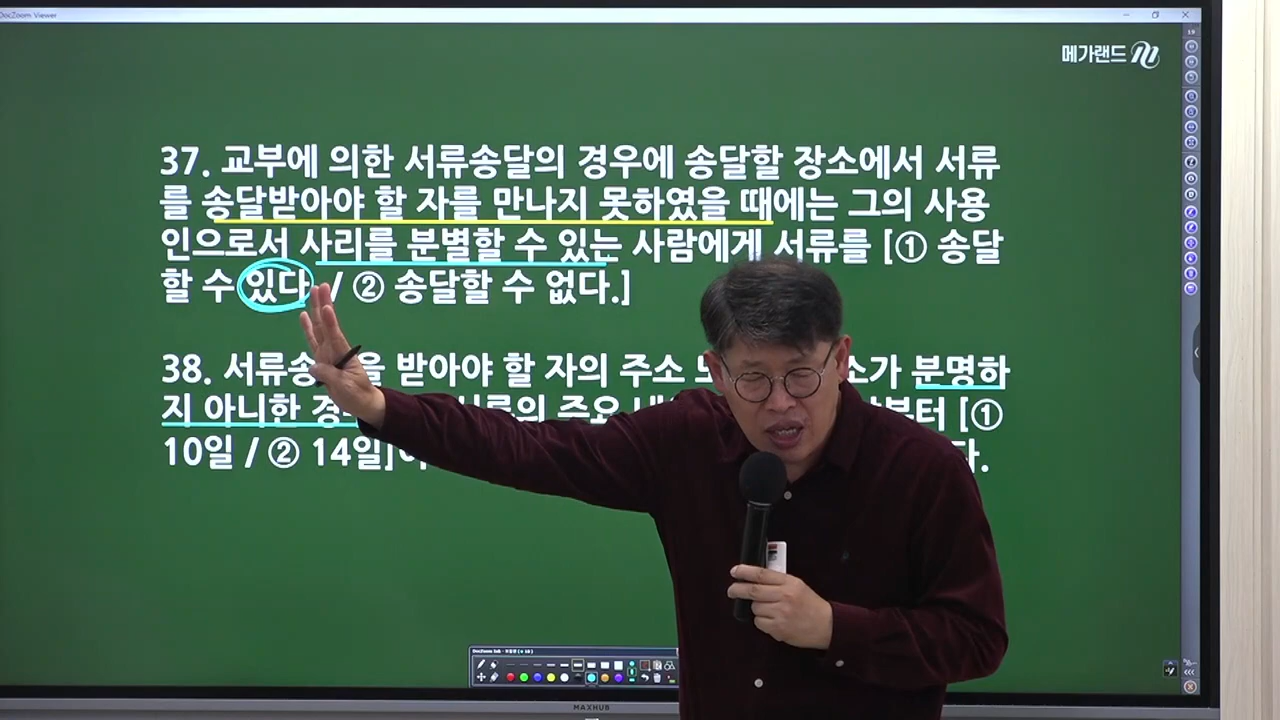 DocZoom Viewer
메가랜드
37. 교부에 의한 서류송달의 경우에 송달할 장소에서 서류
를 송달받아야 할 자를 만나지 못하였을 때에는 그의 사용
인으로서 사리를 분별할 수 있는 사람에게 서류를 [① 송달
할 수 있다 / ② 송달할 수 없다.]
38. 서류송 을 받아야 할 자의 주소 소가 분명하
지 아니한 경 의 주요 부터 [①
10일 / ② 14일]이 다.
MAXHUB